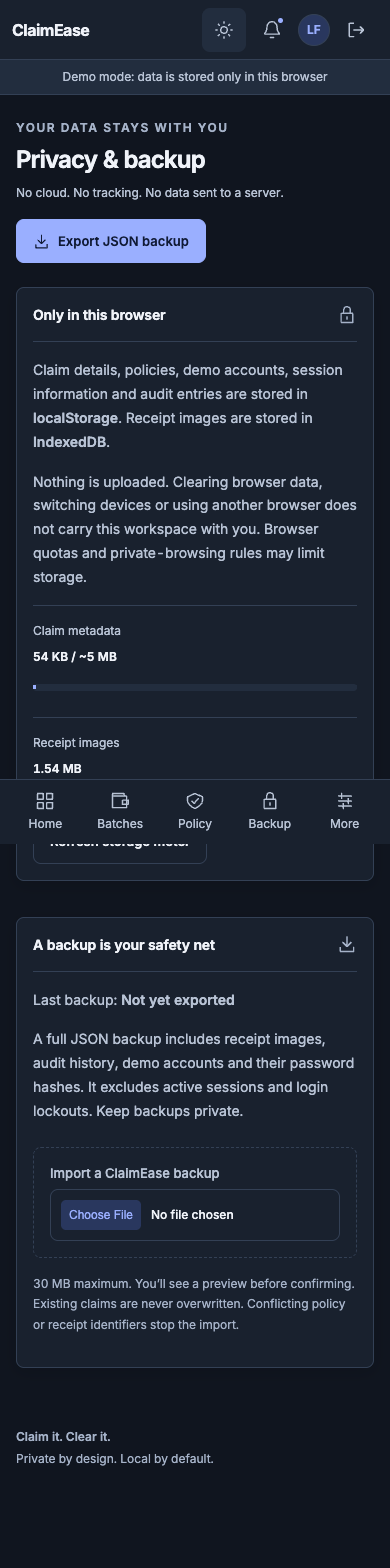 ClaimEase
LF
Demo mode: data is stored only in this browser
YOUR DATA STAYS WITH YOU
Privacy & backup
No cloud. No tracking. No data sent to a server.
Export JSON backup
Only in this browser
Claim details, policies, demo accounts, session
information and audit entries are stored in
localStorage. Receipt images are stored in
IndexedDB.
Nothing is uploaded. Clearing browser data,
switching devices or using another browser does
not carry this workspace with you. Browser
quotas and private-browsing rules may limit
storage.
Claim metadata
54 KB / ~5 MB
Receipt images
1.54 MB
Home
Batches
Policy
Backup
More
Refresh storage meter
A backup is your safety net
Last backup: Not yet exported
A full JSON backup includes receipt images,
audit history, demo accounts and their password
hashes. It excludes active sessions and login
lockouts. Keep backups private.
Import a ClaimEase backup
Choose File
No file chosen
30 MB maximum. You'll see a preview before confirming.
Existing claims are never overwritten. Conflicting policy
or receipt identifiers stop the import.
Claim it. Clear it.
Private by design. Local by default.